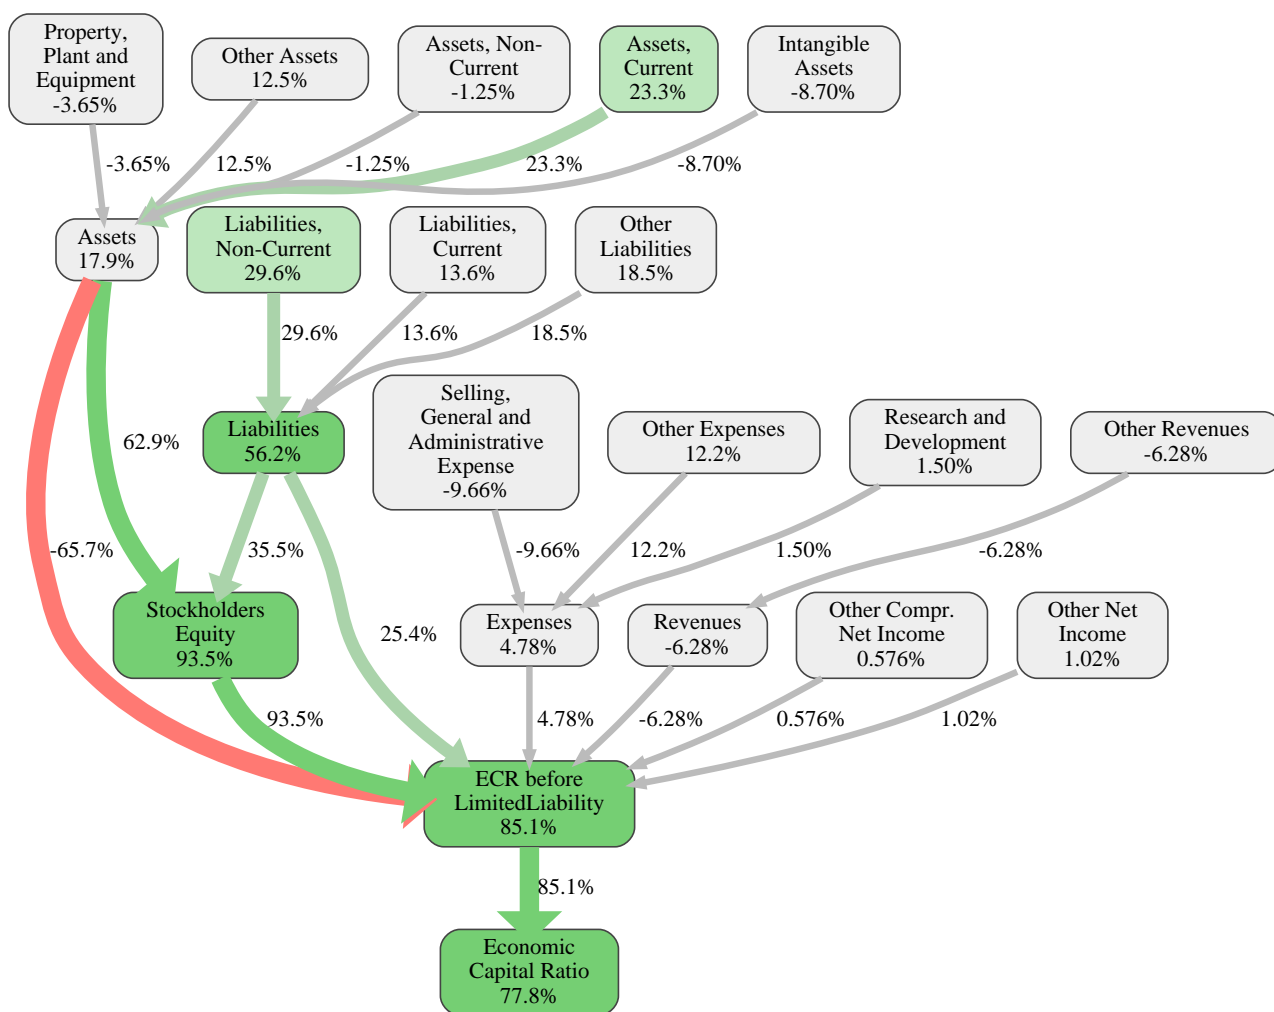 Property,
Plant and
Equipment
-3.65%
Other Assets
12.5%
Assets, Non-
Current
-1.25%
Assets,
Current
23.3%
Intangible
Assets
-8.70%
-3.65%
12.5%
-1.25%
23.3%
-8.70%
Assets
17.9%
Liabilities,
Non-Current
29.6%
Liabilities,
Current
13.6%
Other
Liabilities
18.5%
29.6%
13.6%
18.5%
Selling,
General and
Administrative
Expense
-9.66%
Liabilities
56.2%
Other Expenses
12.2%
Research and
Development
1.50%
Other Revenues
-6.28%
62.9%
-65.7%
35.5%
-9.66%
12.2%
1.50%
-6.28%
Stockholders
Equity
93.5%
25.4%
Expenses
4.78%
Revenues
-6.28%
Other Compr.
Net Income
0.576%
Other Net
Income
1.02%
93.5%
4.78%
-6.28%
0.576%
1.02%
ECR before
LimitedLiability
85.1%
85.1%
Economic
Capital Ratio
77.8%